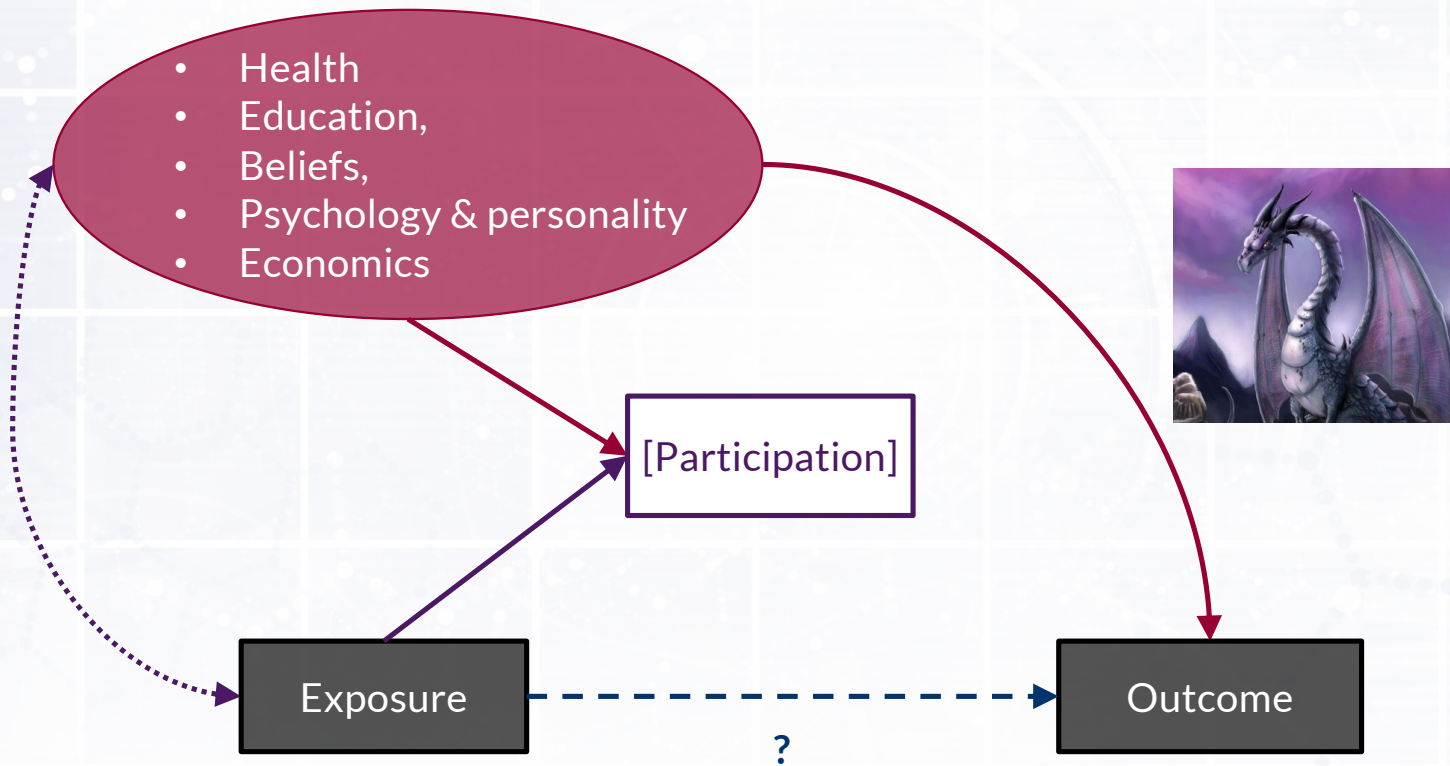 • Health
• Education,
• Beliefs,
• Psychology & personality
• Economics
[Participation]
Exposure
Outcome
?